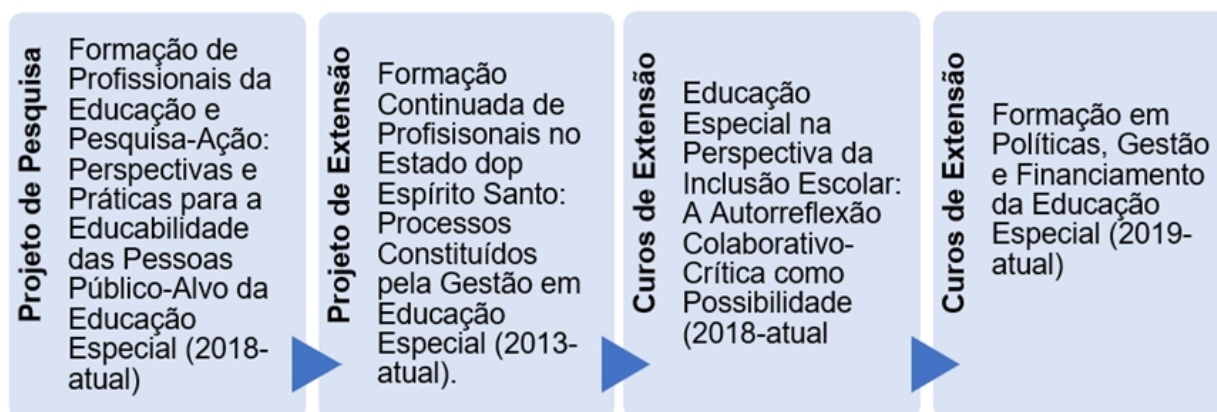 Projeto de Pesquisa
Formação de
Profissionais da
Educação e
Pesquisa-Ação:
Perspectivas e
Práticas para a
Educabilidade
das Pessoas
Público-Alvo da
Educação
Especial (2018-
atual)
Projeto de Extensão
Formação
Continuada de
Profisisonais no
Estado dop
Espírito Santo:
Processos
Constituídos
pela Gestão em
Educação
Especial (2013-
atual).
Curos de Extensão
Educação
Especial na
Perspectiva da
Inclusão Escolar:
A Autorreflexão
Colaborativo-
Crítica como
Possibilidade
(2018-atual
Curos de Extensão
Formação em
Políticas, Gestão
e Financiamento
da Educação
Especial (2019-
atual)